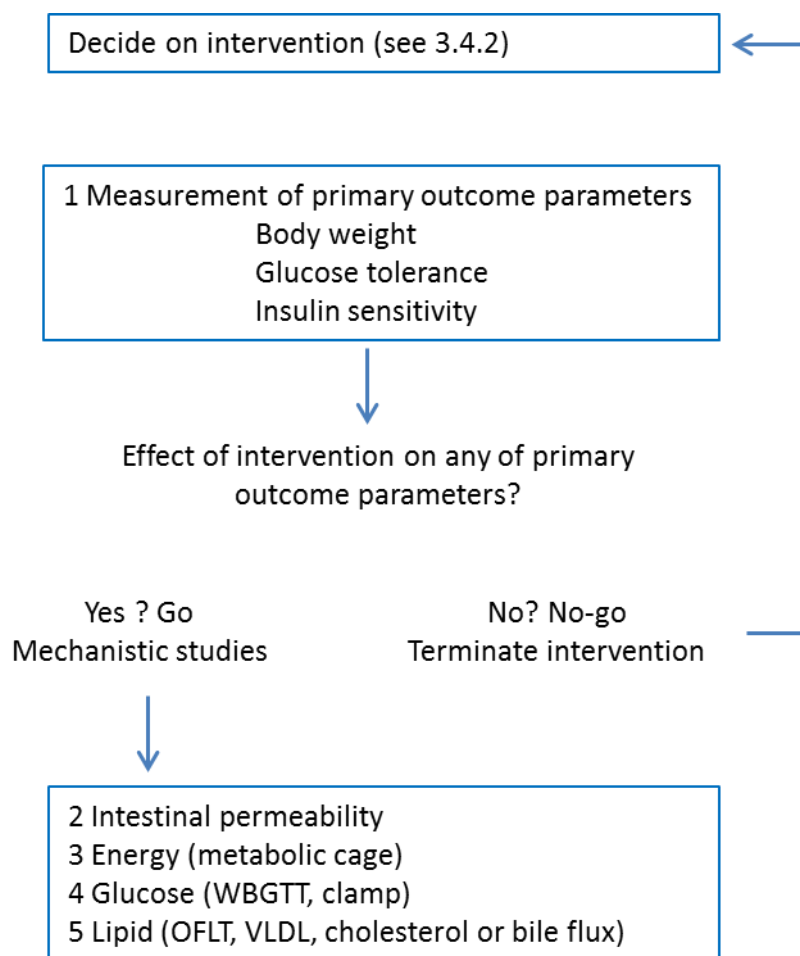 Decide on intervention (see 3.4.2)
1 Measurement of primary outcome parameters
Body weight
Glucose tolerance
Insulin sensitivity
Effect of intervention on any of primary
outcome parameters?
Yes ? Go
Mechanistic studies
No? No-go
Terminate intervention
2 Intestinal permeability
3 Energy (metabolic cage)
4 Glucose (WBGTT, clamp)
5 Lipid (OFLT, VLDL, cholesterol or bile flux)